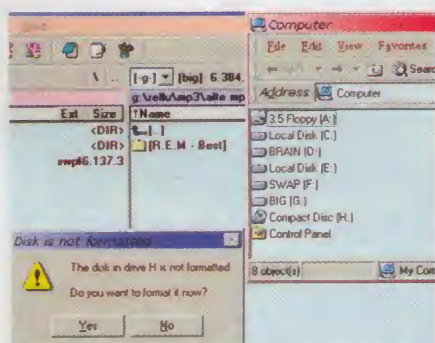 \ .. [-g-] [big] 6.384.
g:\vellu\mp3\alte mp
Ext Size ↑Name
<DIR> [..]
<DIR> [R.E.M - Best]
6.137.3
Disk is not formatted
The disk in drive H is not formatted
Do you want to format it now?
Yes No
Computer
File Edit View Favorites
Searc
Address Computer
3.5 Floppy (A:)
Local Disk (C:)
BRAIN (D:)
Local Disk (E:)
SWAP (F:)
BIG (G:)
Compact Disc (H:)
Control Panel
8 object(s) My Com